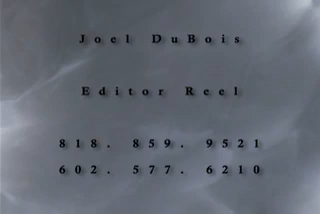 Joel DuBois
Editor Reel
818. 859. 9521
602. 577. 6210